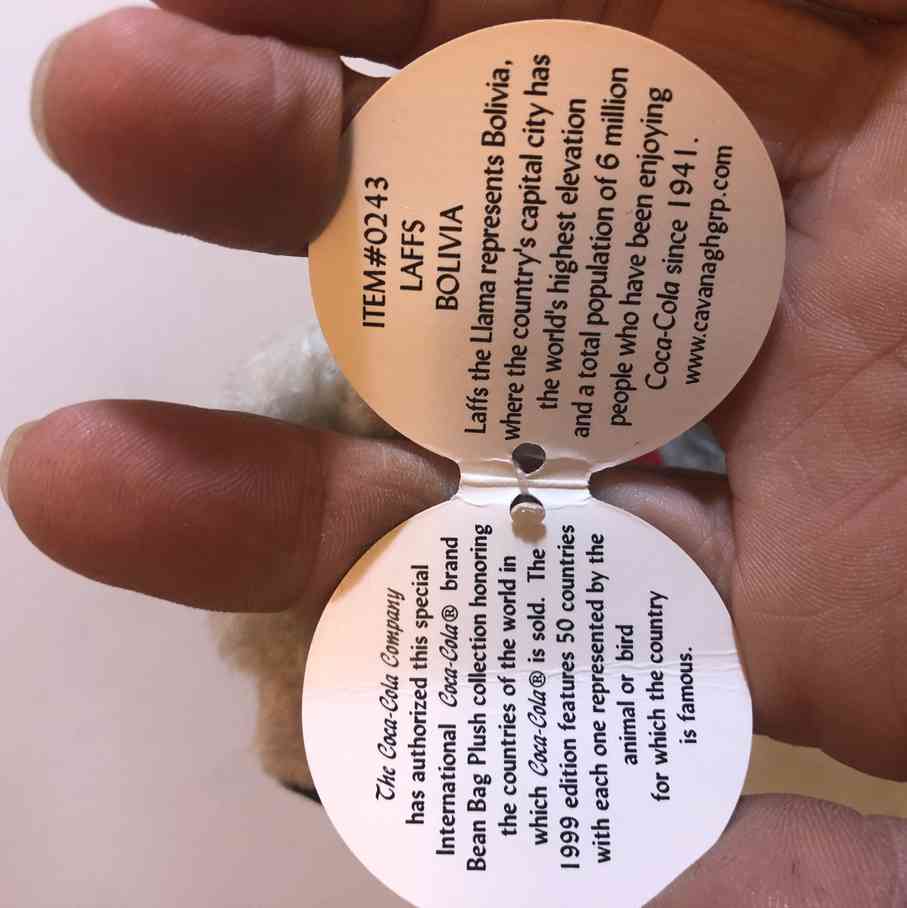 ITEM#0243
LAFFS
BOLIVIA
Laffs the Llama represents Bolivia,
where the country's capital city has
the world's highest elevation
and a total population of 6 million
people who have been enjoying
Coca-Cola since 1941.
www.cavanaghgrp.com
The Coca-Cola Company
has authorized this special
International Coca-Cola® brand
Bean Bag Plush collection honoring
the countries of the world in
which Coca-Cola® is sold. The
1999 edition features 50 countries
with each one represented by the
animal or bird
for which the country
is famous.